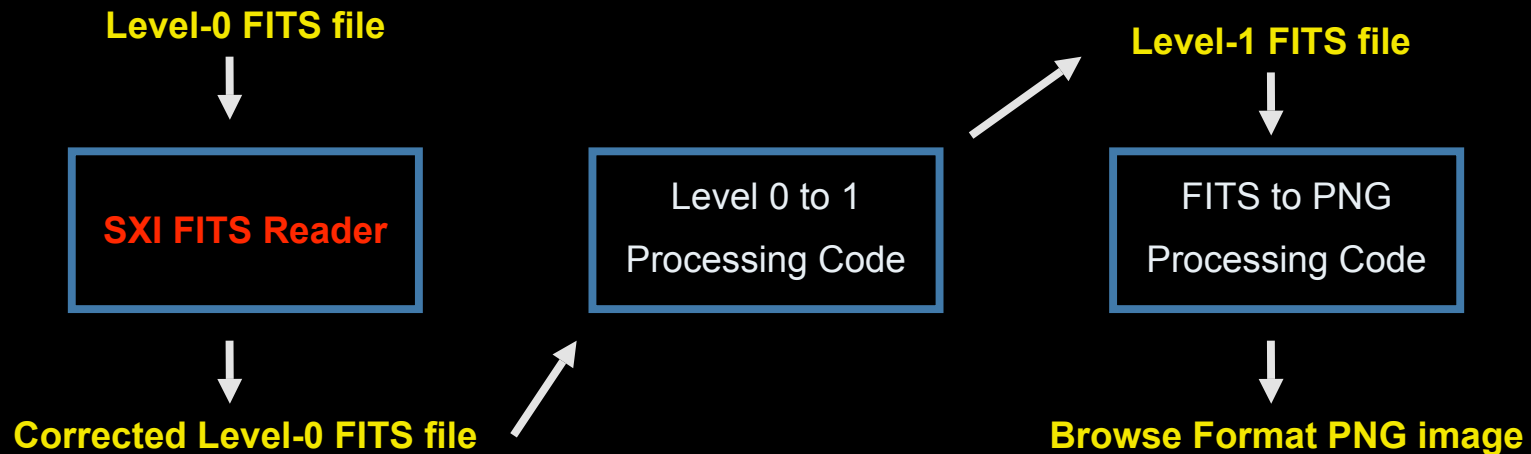 Level-0 FITS file
SXI FITS Reader
Corrected Level-0 FITS file
Level 0 to 1
Processing Code
Level-1 FITS file
FITS to PNG
Processing Code
Browse Format PNG image